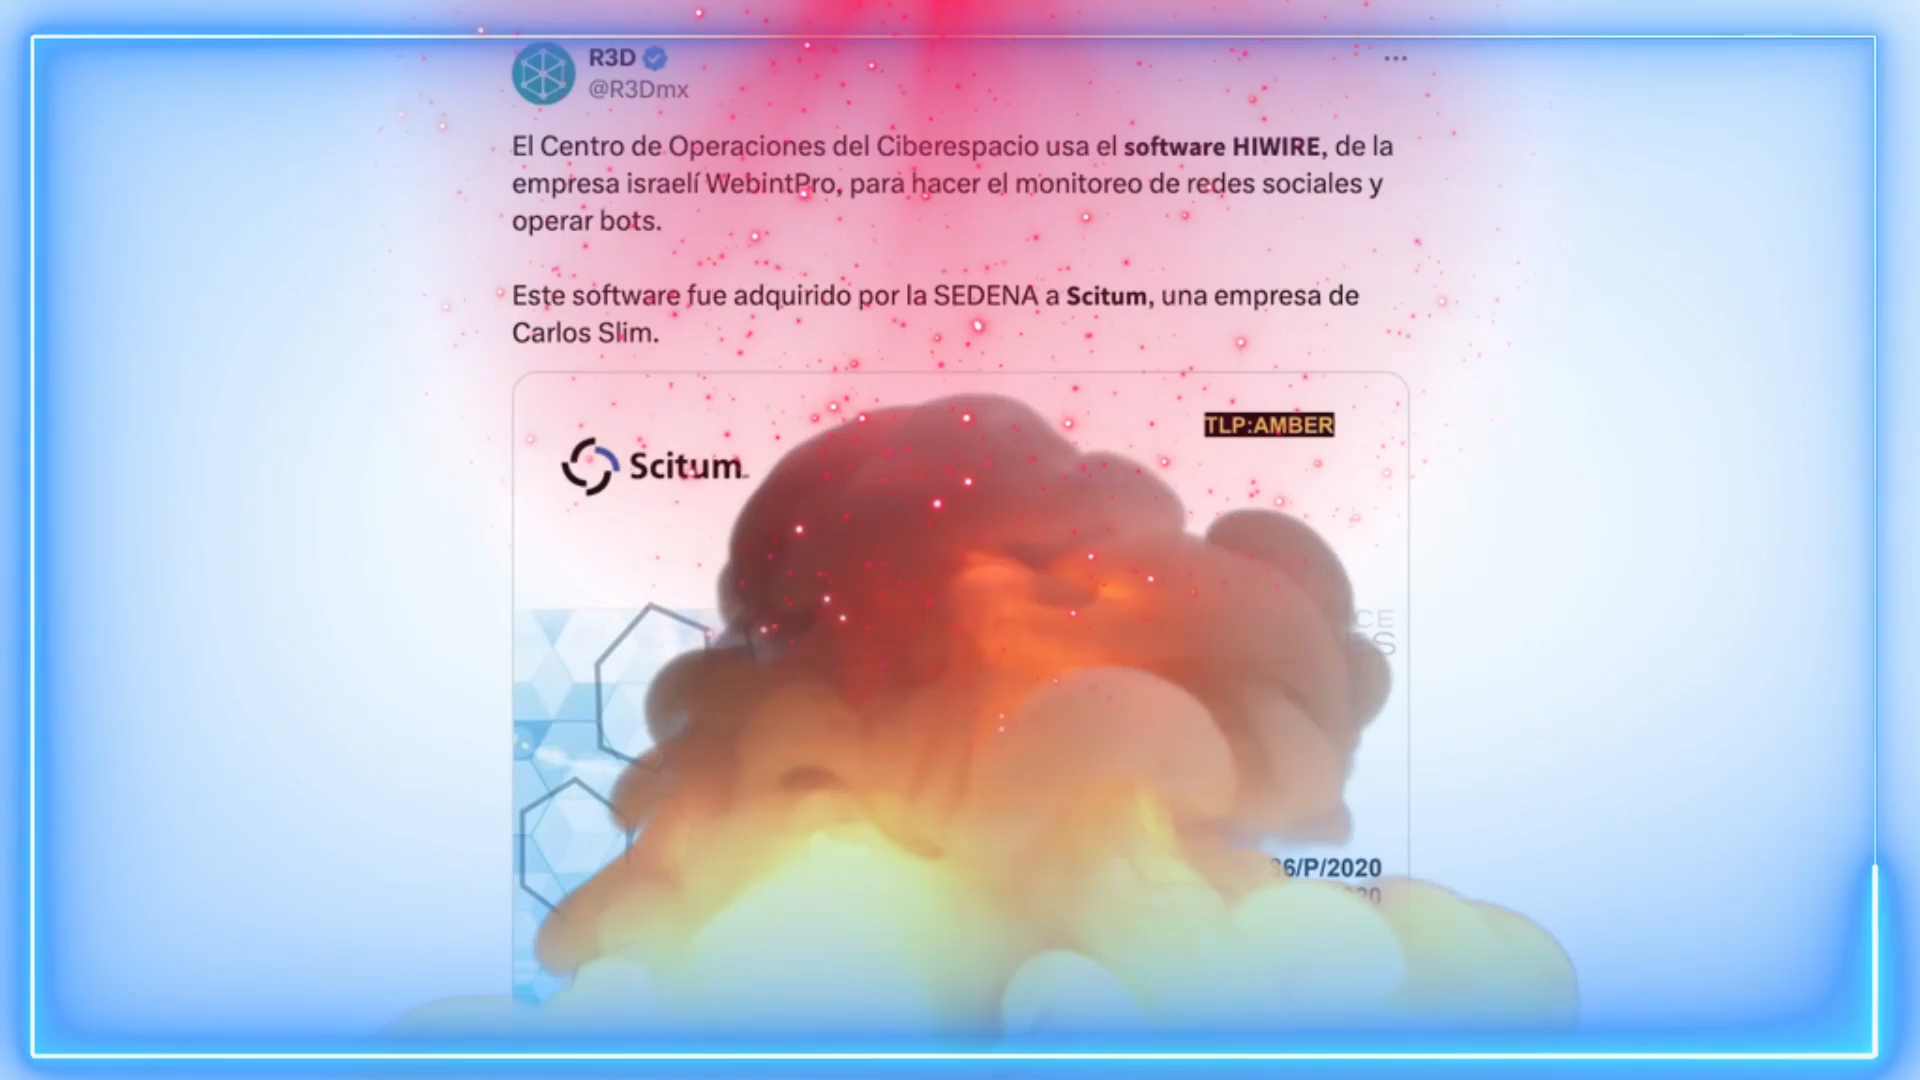 R3D
@R3Dmx
El Centro de Operaciones del Ciberespacio usa el software HIWIRE, de la
empresa israelí WebintPro, para hacer el monitoreo de redes sociales y
operar bots.
Este software fue adquirido por la SEDENA a Scitum, una empresa de
Carlos Slim.
TLP:AMBER
Scitum
6/P/2020